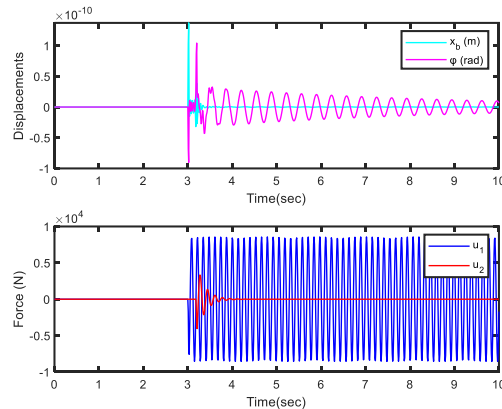 ×10⁻¹⁰
1
0.5
0
-0.5
-1
Displacements
x_b (m)
φ (rad)
0 1 2 3 4 5 6 7 8 9 10
Time(sec)
×10⁴
1
0.5
0
-0.5
-1
Force (N)
u_1
u_2
0 1 2 3 4 5 6 7 8 9 10
Time(sec)